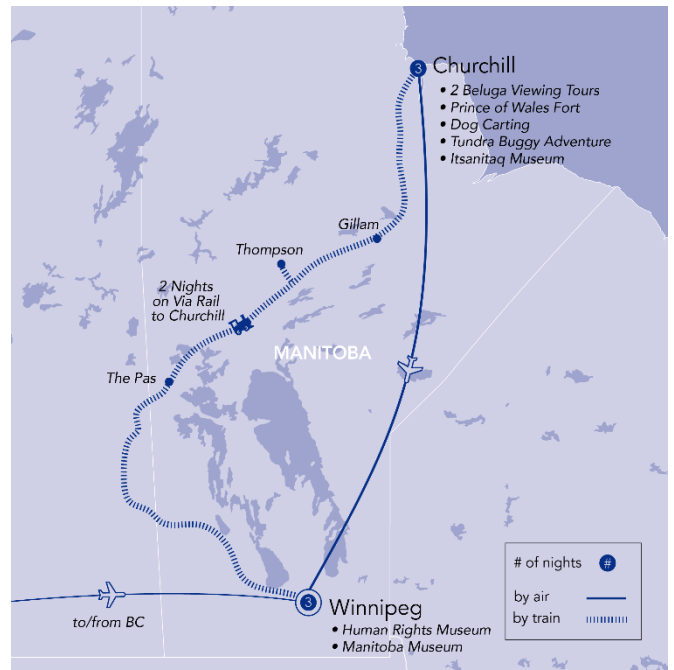 3
Churchill
• 2 Beluga Viewing Tours
• Prince of Wales Fort
• Dog Carting
• Tundra Buggy Adventure
• Itsanitaq Museum
Gillam
Thompson
2 Nights
on Via Rail
to Churchill
MANITOBA
The Pas
# of nights #
by air
by train
3
Winnipeg
• Human Rights Museum
• Manitoba Museum
to/from BC